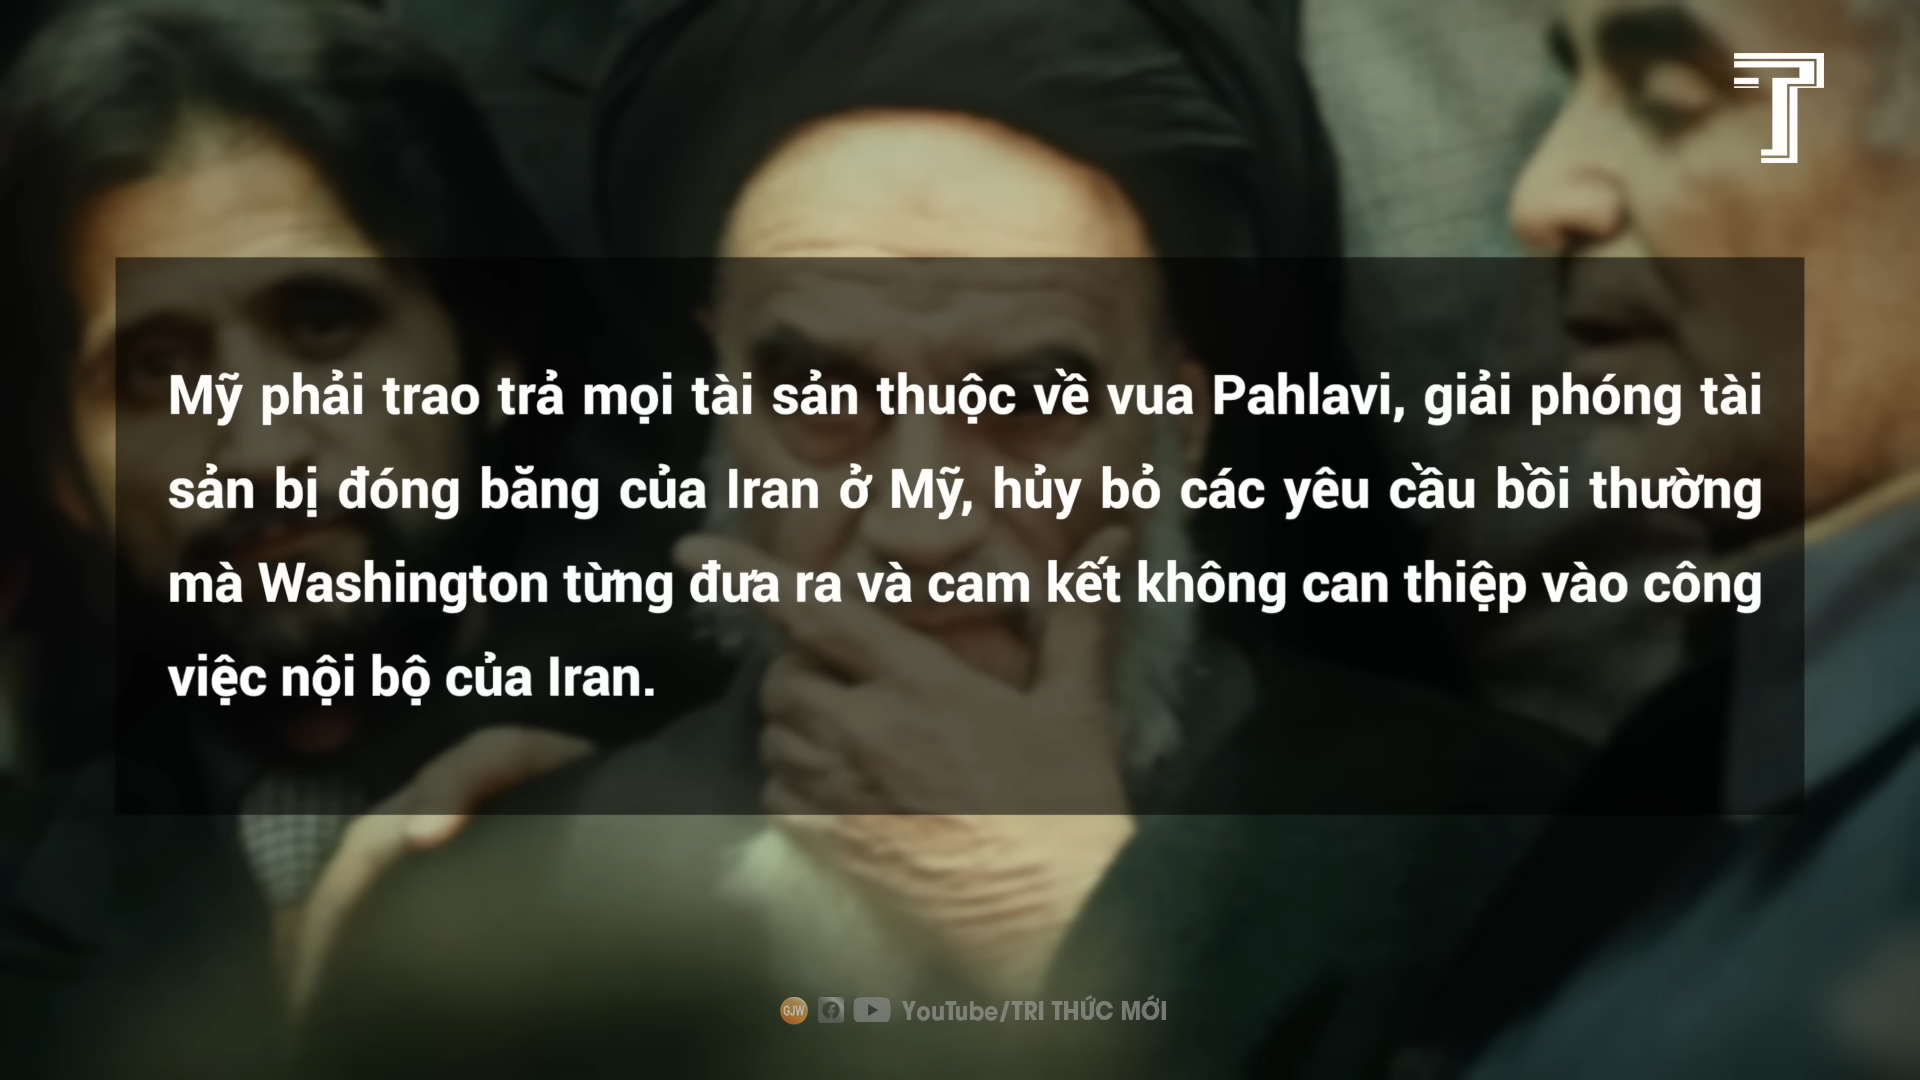 Mỹ phải trao trả mọi tài sản thuộc về vua Pahlavi, giải phóng tài
sản bị đóng băng của Iran ở Mỹ, hủy bỏ các yêu cầu bồi thường
mà Washington từng đưa ra và cam kết không can thiệp vào công
việc nội bộ của Iran.
GJW YouTube/TRI THỨC MỚI